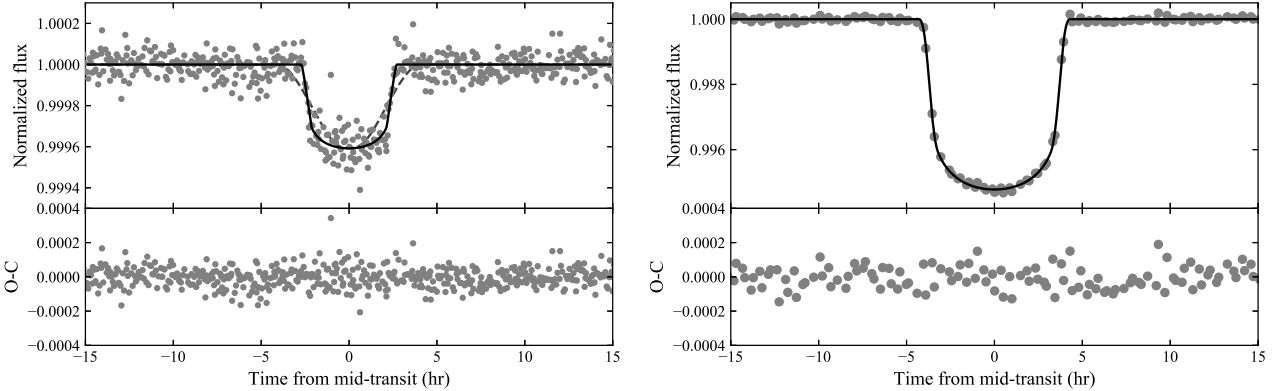 1.0002
1.0000
0.9998
0.9996
0.9994
Normalized flux
0.0004
0.0002
0.0000
−0.0002
−0.0004
O-C
−15 −10 −5 0 5 10 15
Time from mid-transit (hr)
1.000
0.998
0.996
Normalized flux
0.0004
0.0002
0.0000
−0.0002
−0.0004
O-C
−15 −10 −5 0 5 10 15
Time from mid-transit (hr)